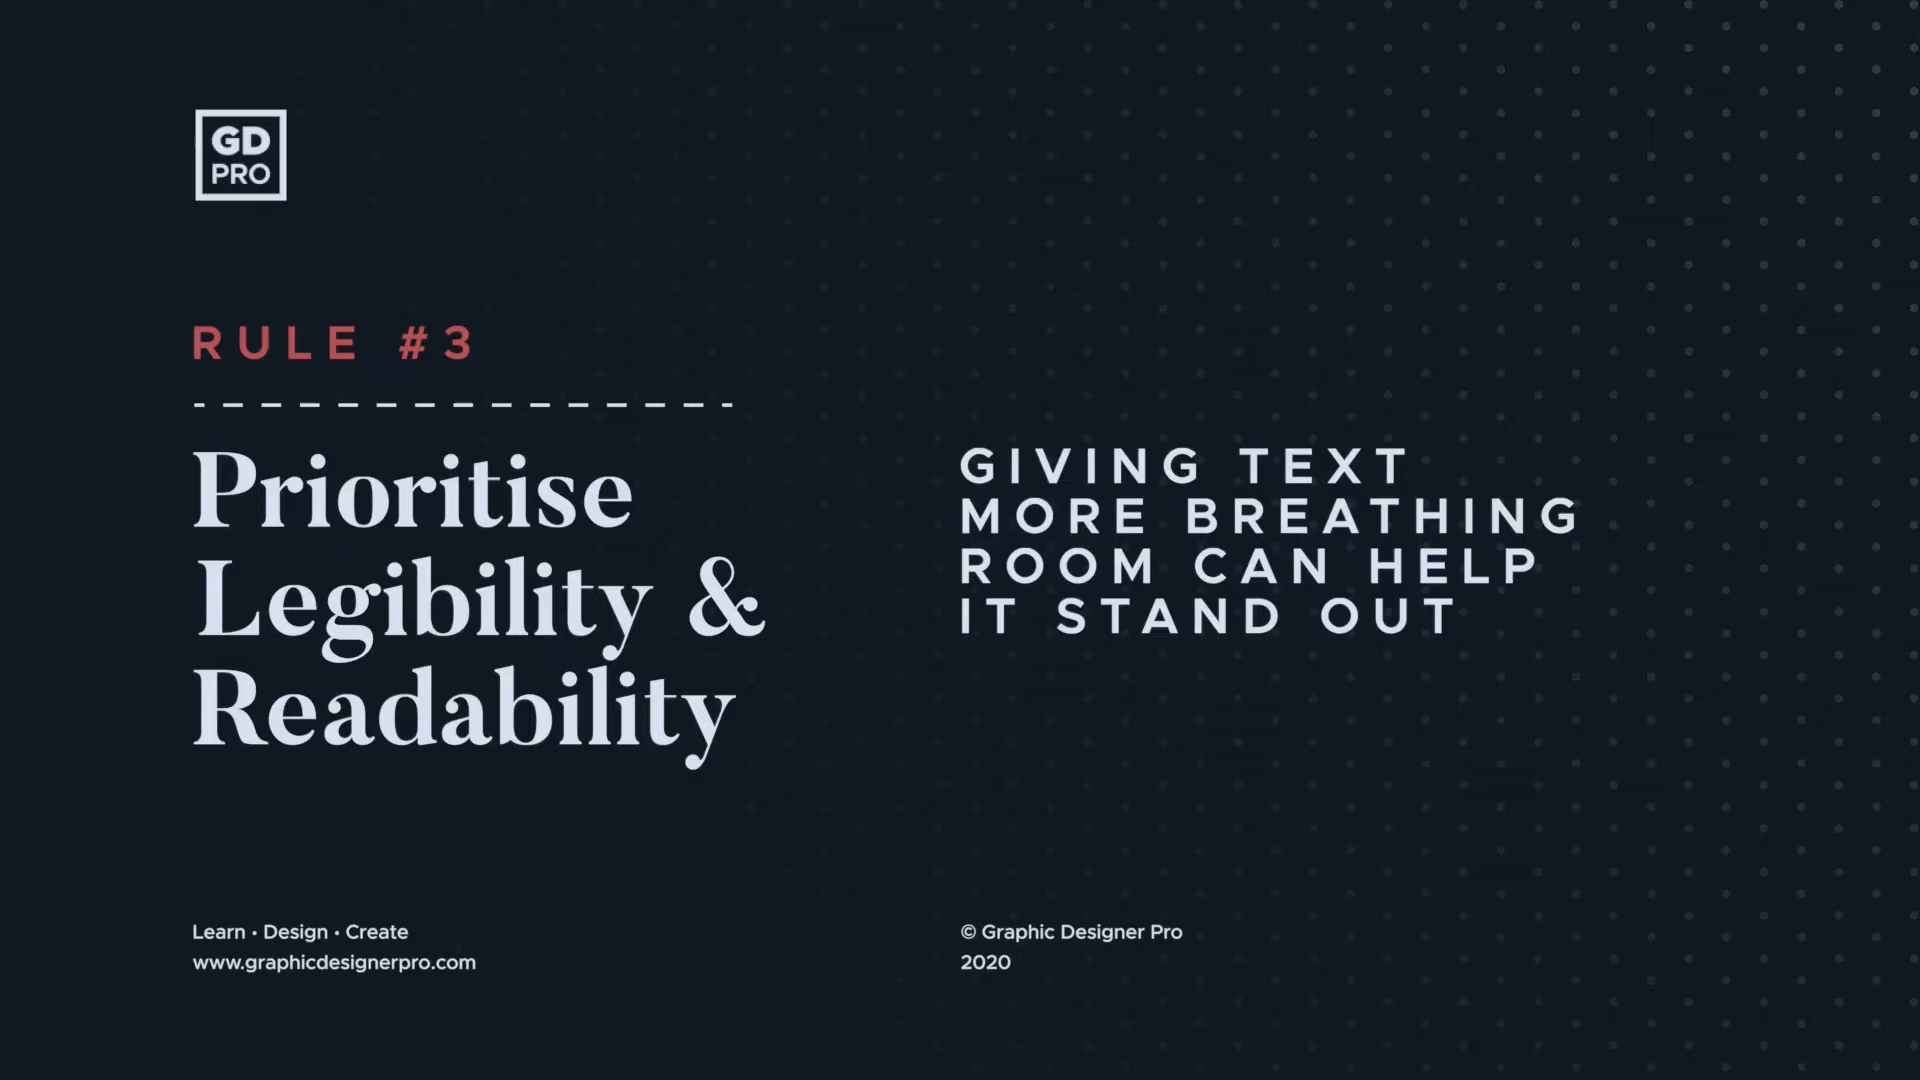 GD
PRO
RULE #3
Prioritise
Legibility &
Readability
GIVING TEXT
MORE BREATHING
ROOM CAN HELP
IT STAND OUT
Learn • Design • Create
www.graphicdesignerpro.com
© Graphic Designer Pro
2020